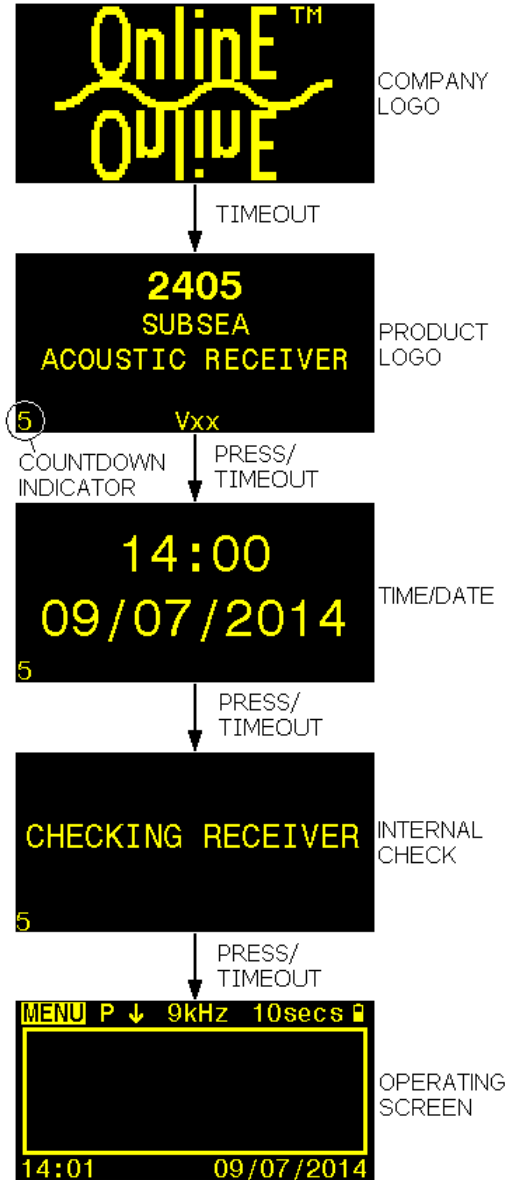 OnlinE™
OnlinE
COMPANY
LOGO
TIMEOUT
2405
SUBSEA
ACOUSTIC RECEIVER
PRODUCT
LOGO
5 Vxx
COUNTDOWN
INDICATOR
PRESS/
TIMEOUT
14:00
09/07/2014
TIME/DATE
5
PRESS/
TIMEOUT
CHECKING RECEIVER
INTERNAL
CHECK
5
PRESS/
TIMEOUT
MENU P ↓ 9kHz 10secs
OPERATING
SCREEN
14:01 09/07/2014